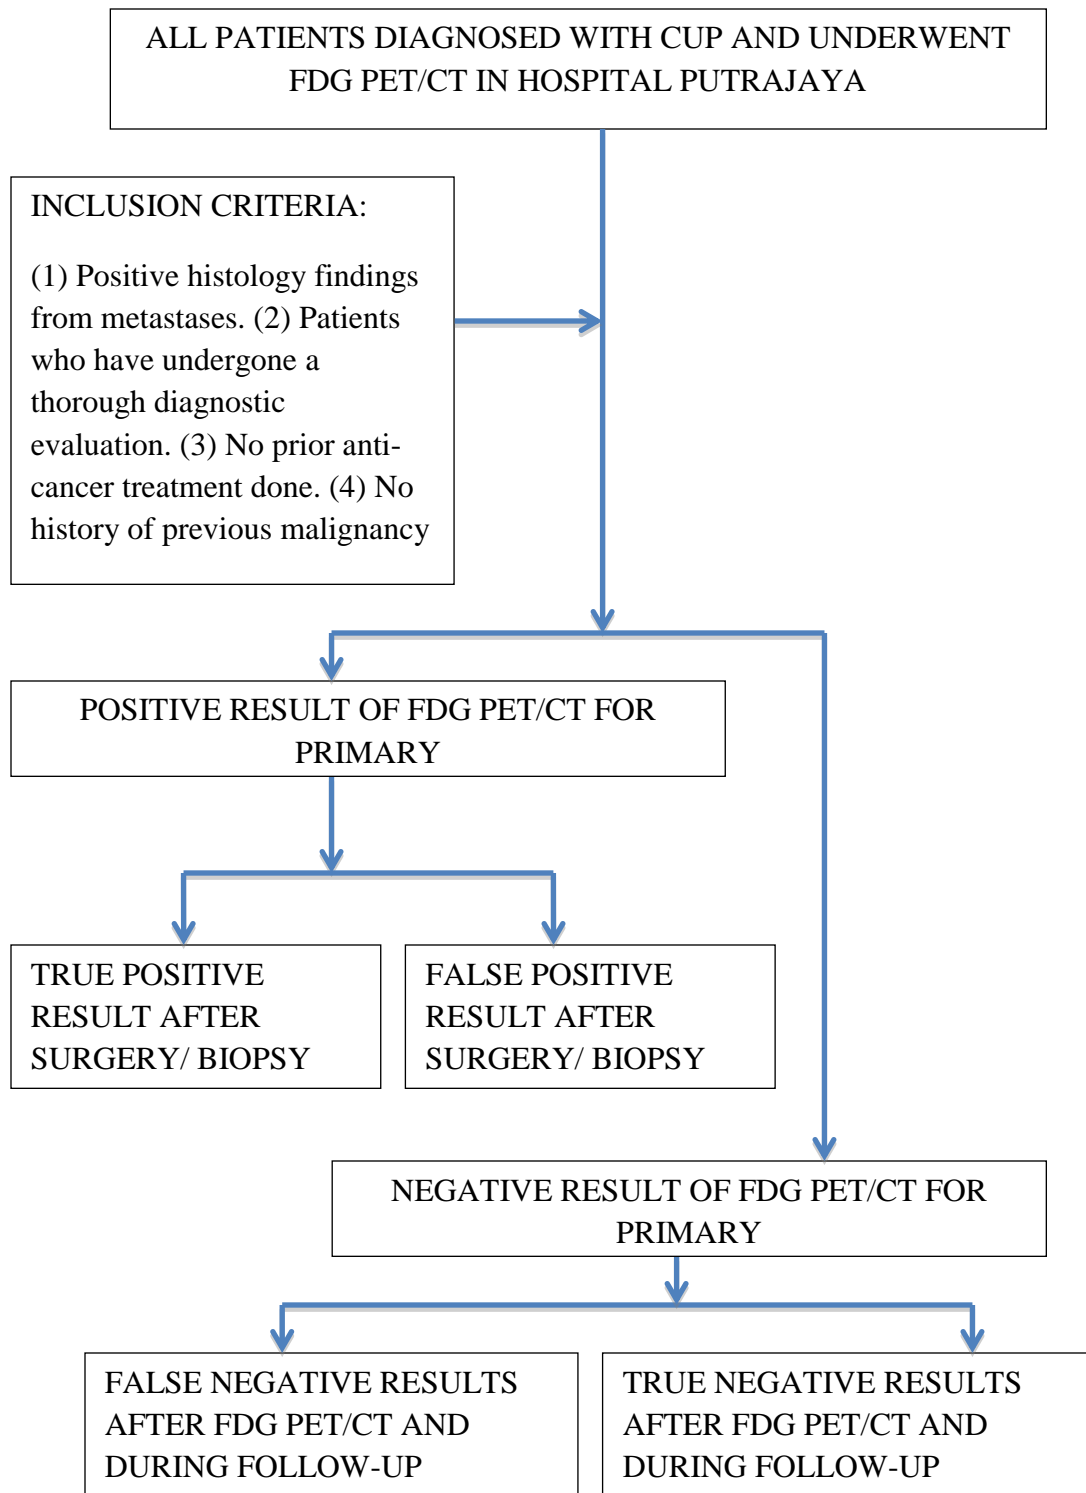 ALL PATIENTS DIAGNOSED WITH CUP AND UNDERWENT
FDG PET/CT IN HOSPITAL PUTRAJAYA
INCLUSION CRITERIA:
(1) Positive histology findings
from metastases. (2) Patients
who have undergone a
thorough diagnostic
evaluation. (3) No prior anti-
cancer treatment done. (4) No
history of previous malignancy
POSITIVE RESULT OF FDG PET/CT FOR
PRIMARY
TRUE POSITIVE
RESULT AFTER
SURGERY/ BIOPSY
FALSE POSITIVE
RESULT AFTER
SURGERY/ BIOPSY
NEGATIVE RESULT OF FDG PET/CT FOR
PRIMARY
FALSE NEGATIVE RESULTS
AFTER FDG PET/CT AND
DURING FOLLOW-UP
TRUE NEGATIVE RESULTS
AFTER FDG PET/CT AND
DURING FOLLOW-UP